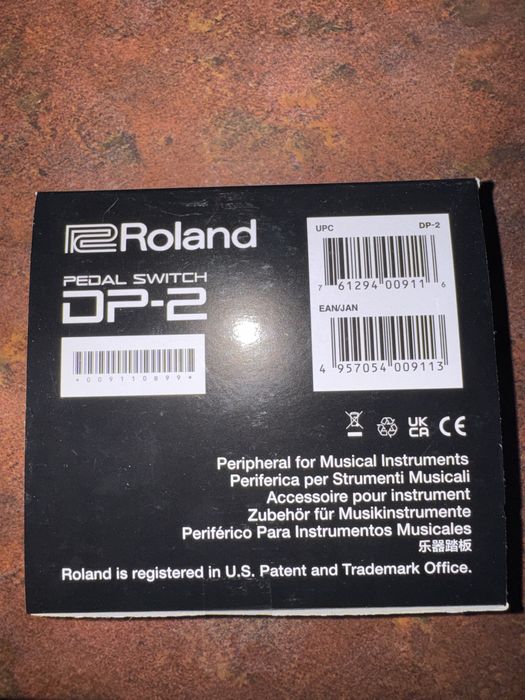 Roland
PEDAL SWITCH
DP-2
*009110899*
UPC DP-2
7 61294 00911 6
EAN/JAN
4 957054 009113
UK
CA
CE
Peripheral for Musical Instruments
Periferica per Strumenti Musicali
Accessoire pour instrument
Zubehör für Musikinstrumente
Periférico Para Instrumentos Musicales
乐器踏板
Roland is registered in U.S. Patent and Trademark Office.